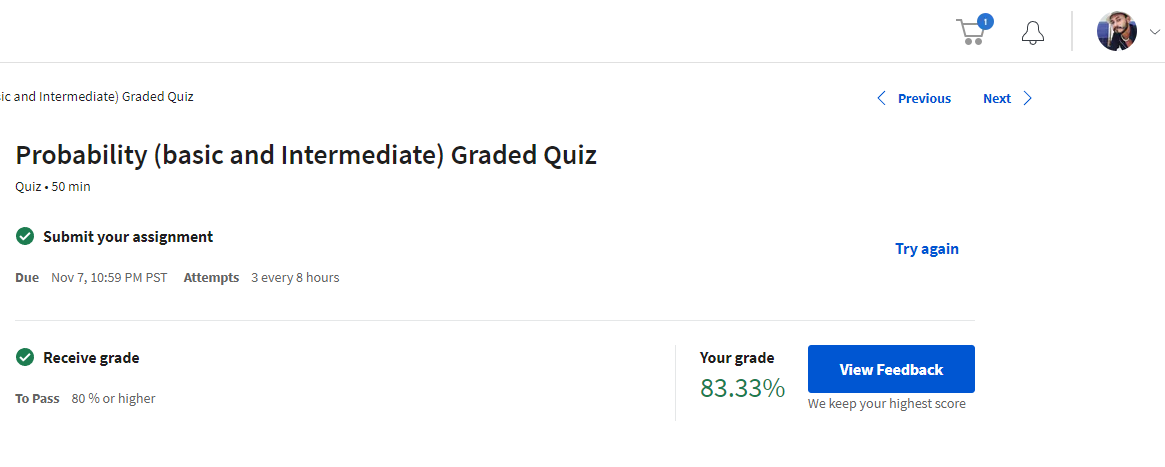 1
ic and Intermediate) Graded Quiz
Previous Next
Probability (basic and Intermediate) Graded Quiz
Quiz • 50 min
Submit your assignment
Try again
Due Nov 7, 10:59 PM PST Attempts 3 every 8 hours
Receive grade
Your grade
View Feedback
83.33%
To Pass 80 % or higher
We keep your highest score